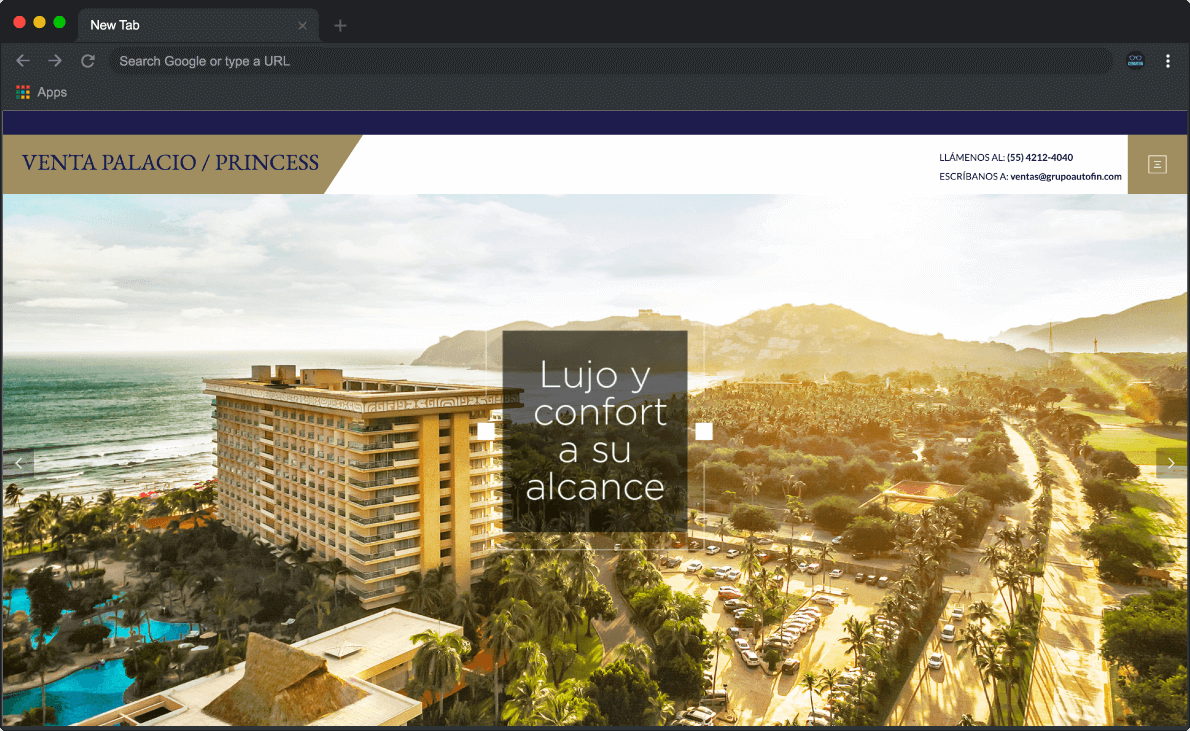 New Tab
Search Google or type a URL
Apps
VENTA PALACIO / PRINCESS
LLÁMENOS AL: (55) 4212-4040
ESCRÍBANOS A: ventas@grupoautofin.com
Lujo y
confort
a su
alcance